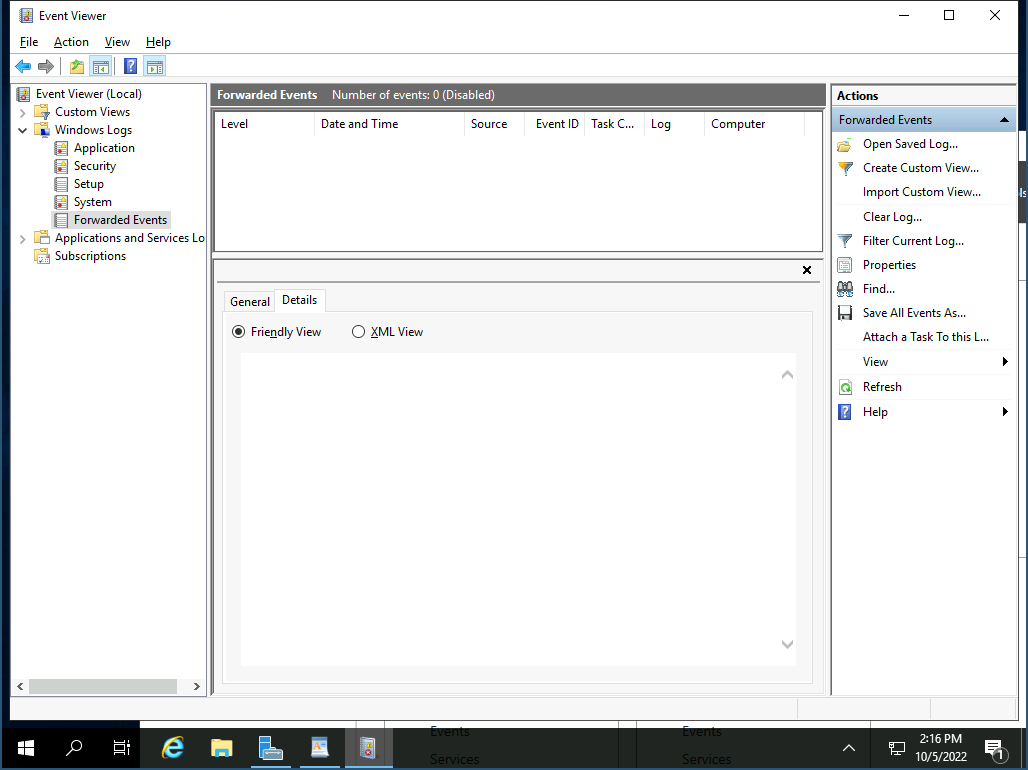 Event Viewer
File Action View Help
Event Viewer (Local)
Custom Views
Windows Logs
Application
Security
Setup
System
Forwarded Events
Applications and Services Lo
Subscriptions
Forwarded Events Number of events: 0 (Disabled)
Level Date and Time Source Event ID Task C... Log Computer
General Details
Friendly View XML View
Actions
Forwarded Events
Open Saved Log...
Create Custom View...
Import Custom View...
Clear Log...
Filter Current Log...
Properties
Find...
Save All Events As...
Attach a Task To this L...
View
Refresh
Help
ls
Events Events
Services Services
2:16 PM
10/5/2022
1